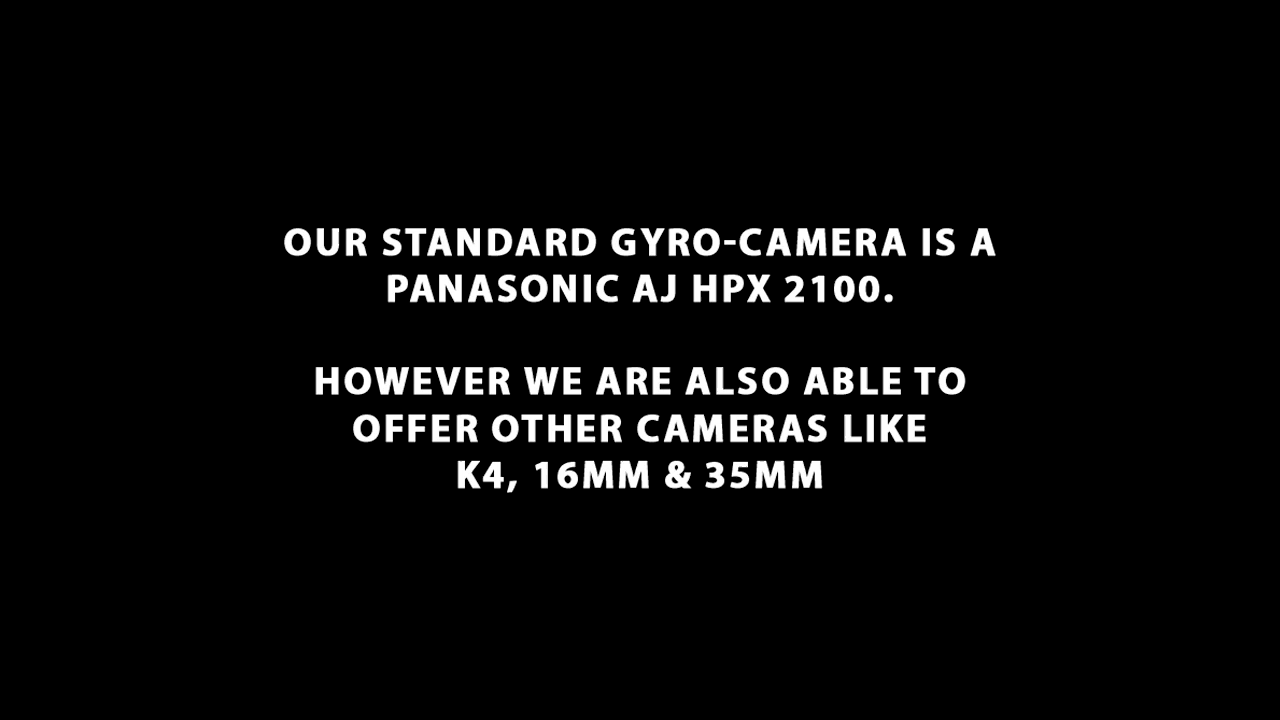 OUR STANDARD GYRO-CAMERA IS A
PANASONIC AJ HPX 2100.
HOWEVER WE ARE ALSO ABLE TO
OFFER OTHER CAMERAS LIKE
K4, 16MM & 35MM